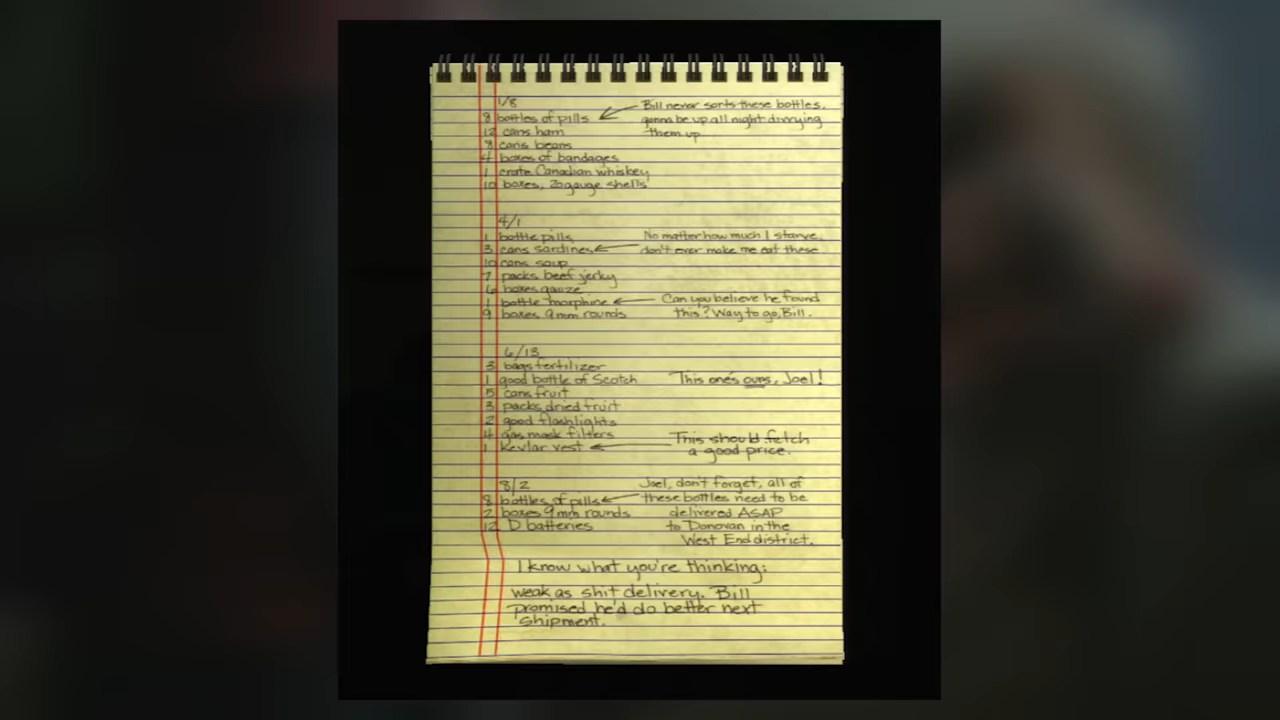 1/8
8 bottles of pills
Bill never sorts these bottles.
gonna be up all night divvying
them up
12 cans ham
8 cans beans
4 boxes of bandages
1 crate Canadian whiskey
10 boxes, 20 gauge shells
4/1
1 bottle pills
3 cans sardines
No matter how much I starve,
don't ever make me eat these
10 cans soup
7 packs beef jerky
6 boxes gauze
1 bottle morphine
Can you believe he found
this? Way to go, Bill.
9 boxes 9mm rounds
6/13
3 bags fertilizer
1 good bottle of Scotch
This one's ours, Joel!
5 cans fruit
3 packs dried fruit
2 good flashlights
4 gas mask filters
1 kevlar vest
This should fetch
a good price.
8/2
8 bottles of pills
Joel, don't forget, all of
these bottles need to be
delivered ASAP
to Donovan in the
West End district.
2 boxes 9mm rounds
12 D batteries
I know what you're thinking:
weak as shit delivery. Bill
promised he'd do better next
shipment.